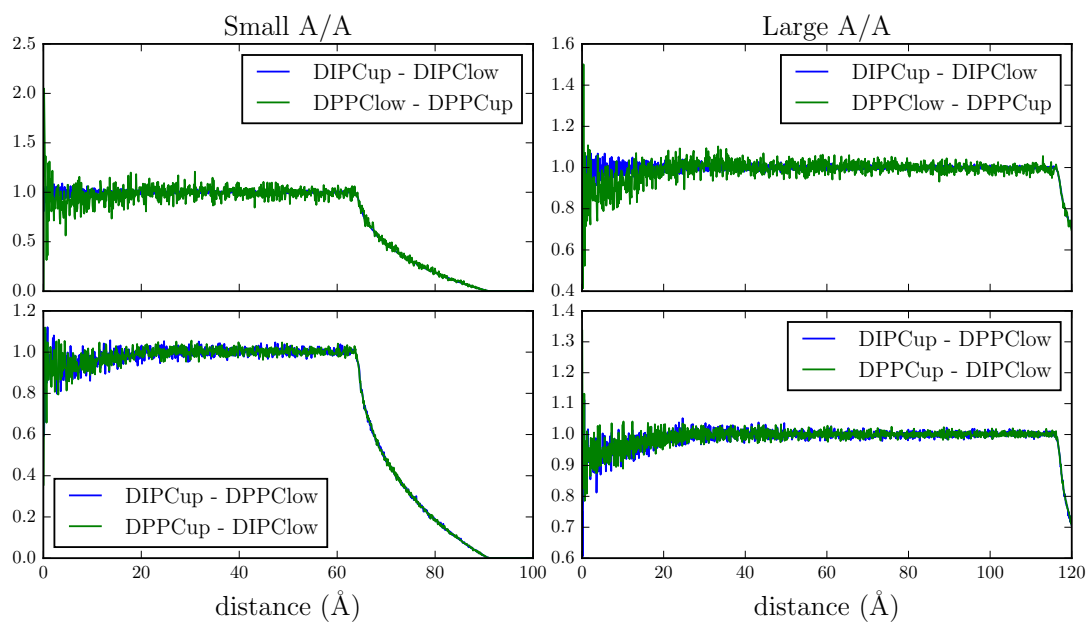 Small A/A
2.5
2.0
1.5
1.0
0.5
0.0
DIPCup - DIPClow
DPPClow - DPPCup
Large A/A
1.6
1.4
1.2
1.0
0.8
0.6
0.4
DIPCup - DIPClow
DPPClow - DPPCup
1.2
1.0
0.8
0.6
0.4
0.2
0.0
DIPCup - DPPClow
DPPCup - DIPClow
0 20 40 60 80 100
distance (Å)
1.4
1.3
1.2
1.1
1.0
0.9
0.8
0.7
0.6
DIPCup - DPPClow
DPPCup - DIPClow
0 20 40 60 80 100 120
distance (Å)